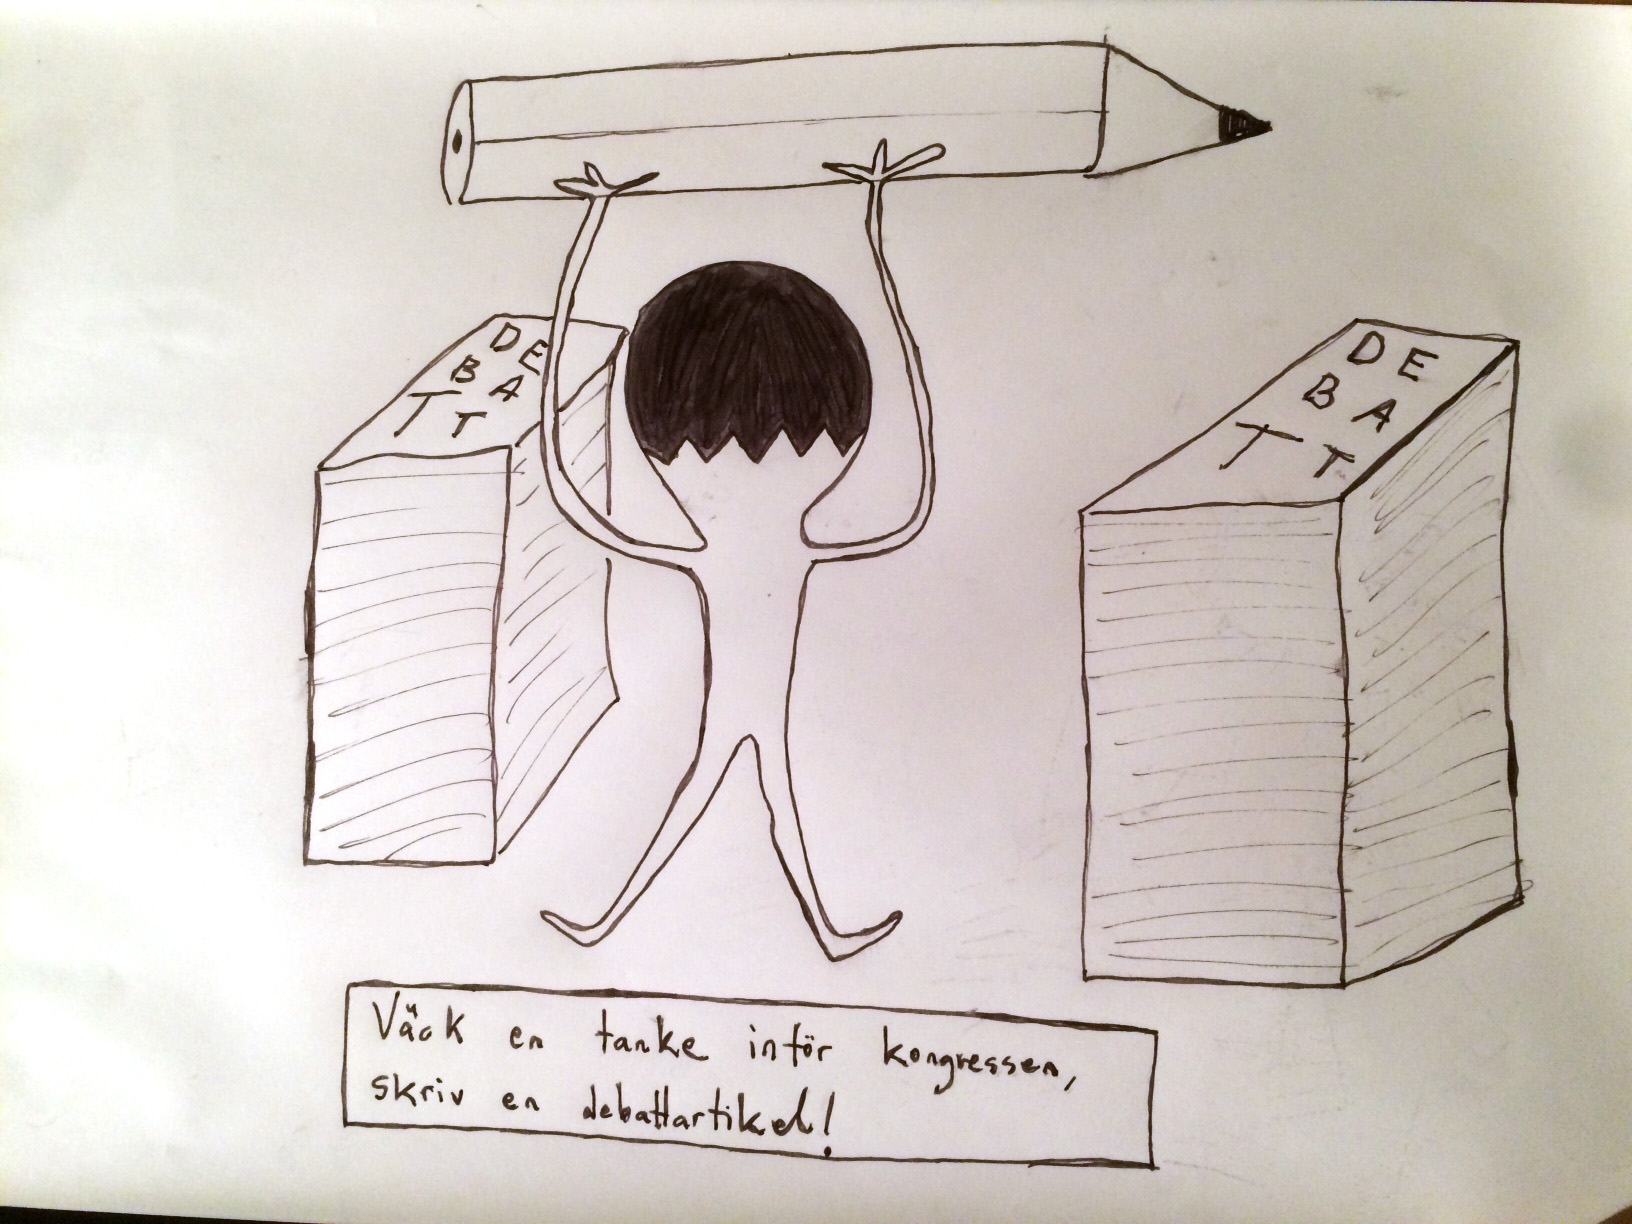 DE
BA
TT
DE
BA
TT
Väck en tanke inför kongressen,
skriv en debattartikel!